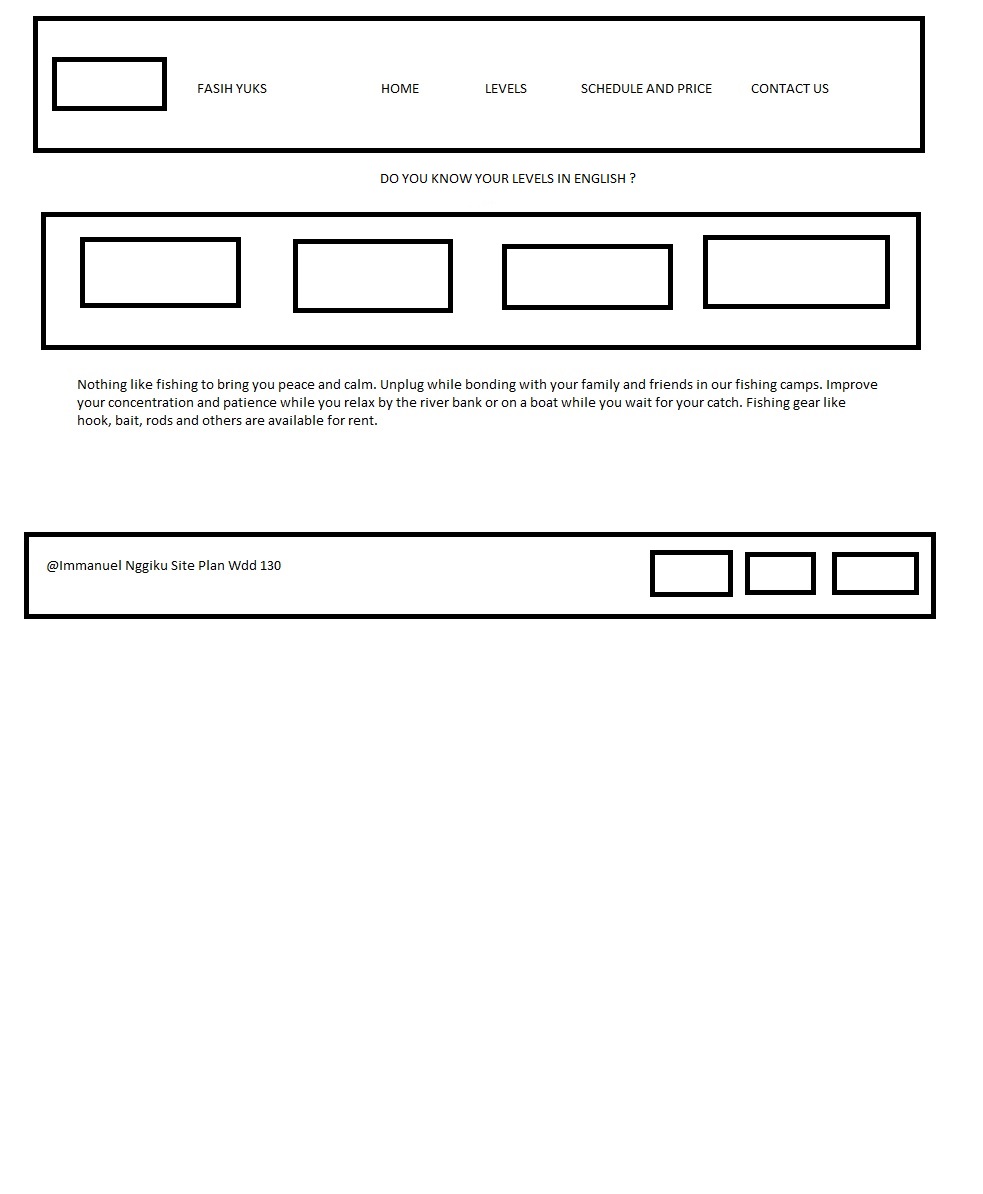 FASIH YUKS HOME LEVELS SCHEDULE AND PRICE CONTACT US
DO YOU KNOW YOUR LEVELS IN ENGLISH ?
Nothing like fishing to bring you peace and calm. Unplug while bonding with your family and friends in our fishing camps. Improve
your concentration and patience while you relax by the river bank or on a boat while you wait for your catch. Fishing gear like
hook, bait, rods and others are available for rent.
@Immanuel Nggiku Site Plan Wdd 130